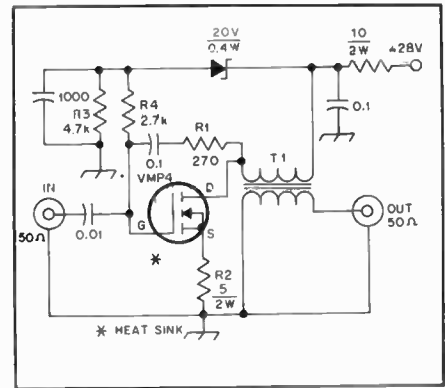 20V
0.4W
10
2W
+28V
1000
R3
4.7k
R4
2.7k
0.1
R1
270
0.1
T1
VMP4
IN
50Ω
0.01
G
D
S
*
R2
5
2W
OUT
50Ω
* HEAT SINK